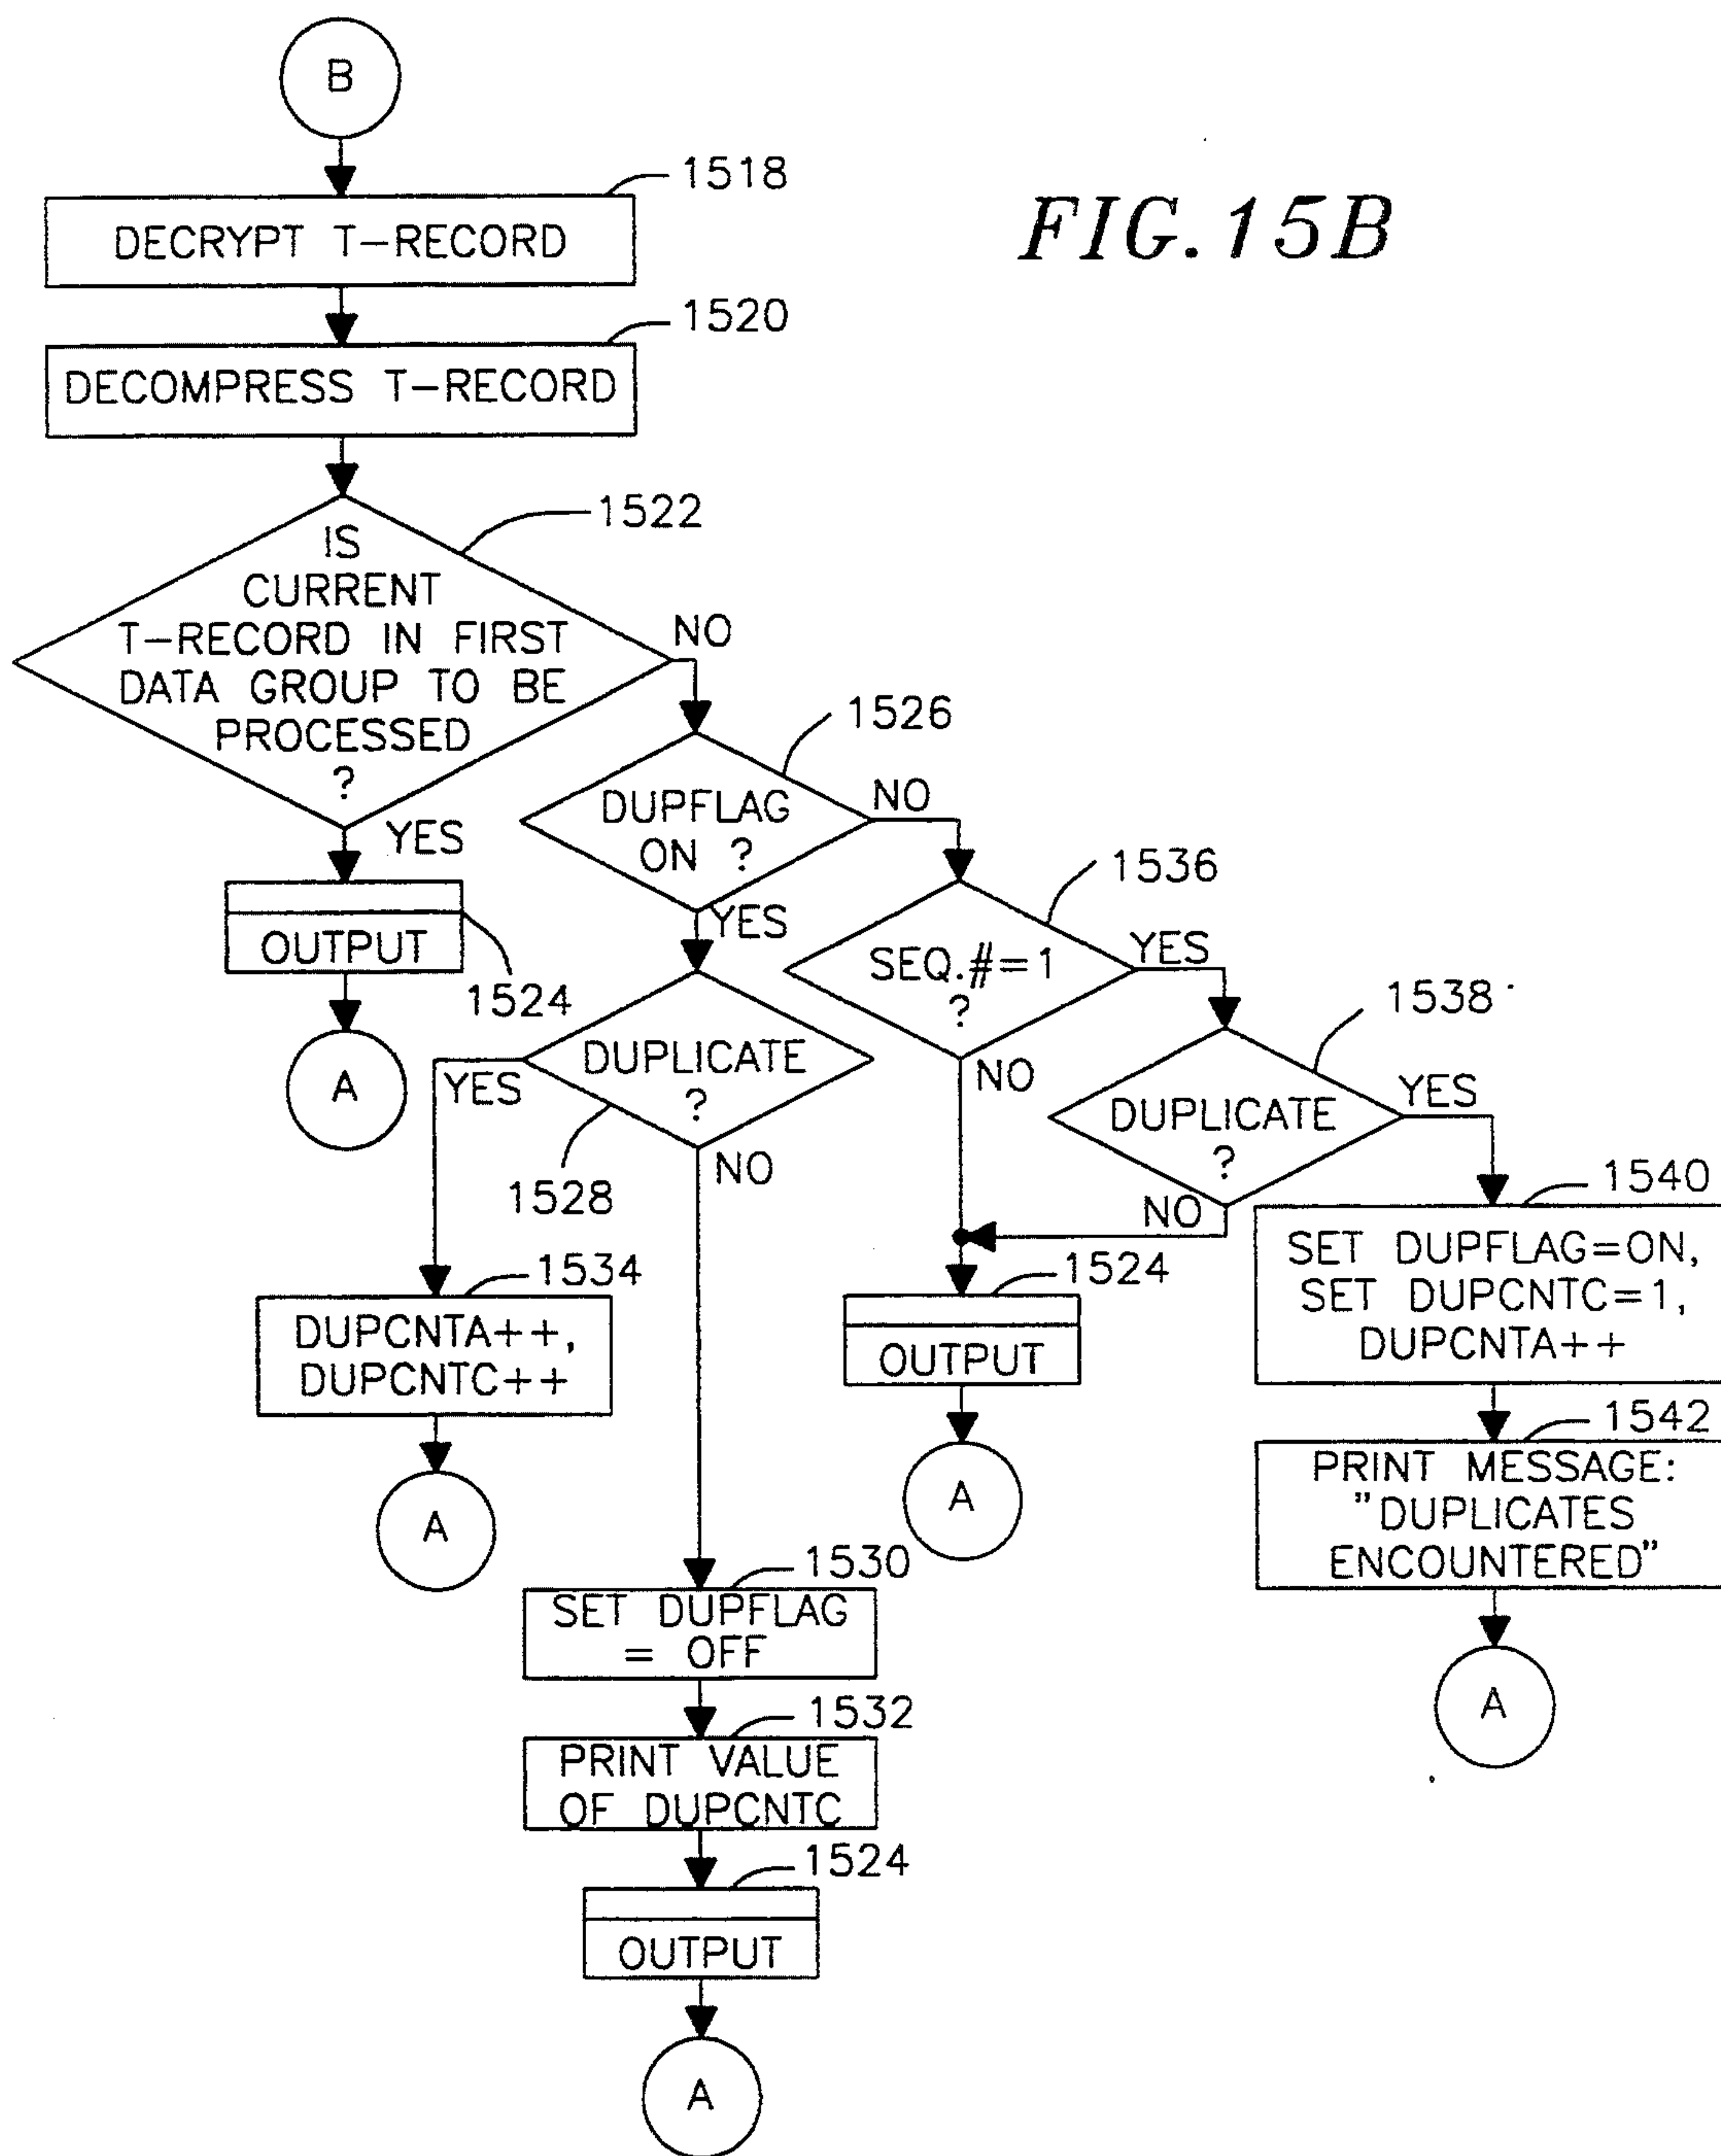 B
1518
FIG. 15B
DECRYPT T-RECORD
1520
DECOMPRESS T-RECORD
1522
IS
CURRENT
T-RECORD IN FIRST
DATA GROUP TO BE
PROCESSED
?
NO
YES
1526
DUPFLAG
ON ?
NO
YES
OUTPUT
1524
A
1536
SEQ.#=1
?
YES
NO
1538
DUPLICATE
?
YES
NO
DUPLICATE
?
YES
NO
1528
1534
DUPCNTA++,
DUPCNTC++
A
1524
OUTPUT
A
1540
SET DUPFLAG=ON,
SET DUPCNTC=1,
DUPCNTA++
1542
PRINT MESSAGE:
"DUPLICATES
ENCOUNTERED"
A
1530
SET DUPFLAG
= OFF
1532
PRINT VALUE
OF DUPCNTC
1524
OUTPUT
A